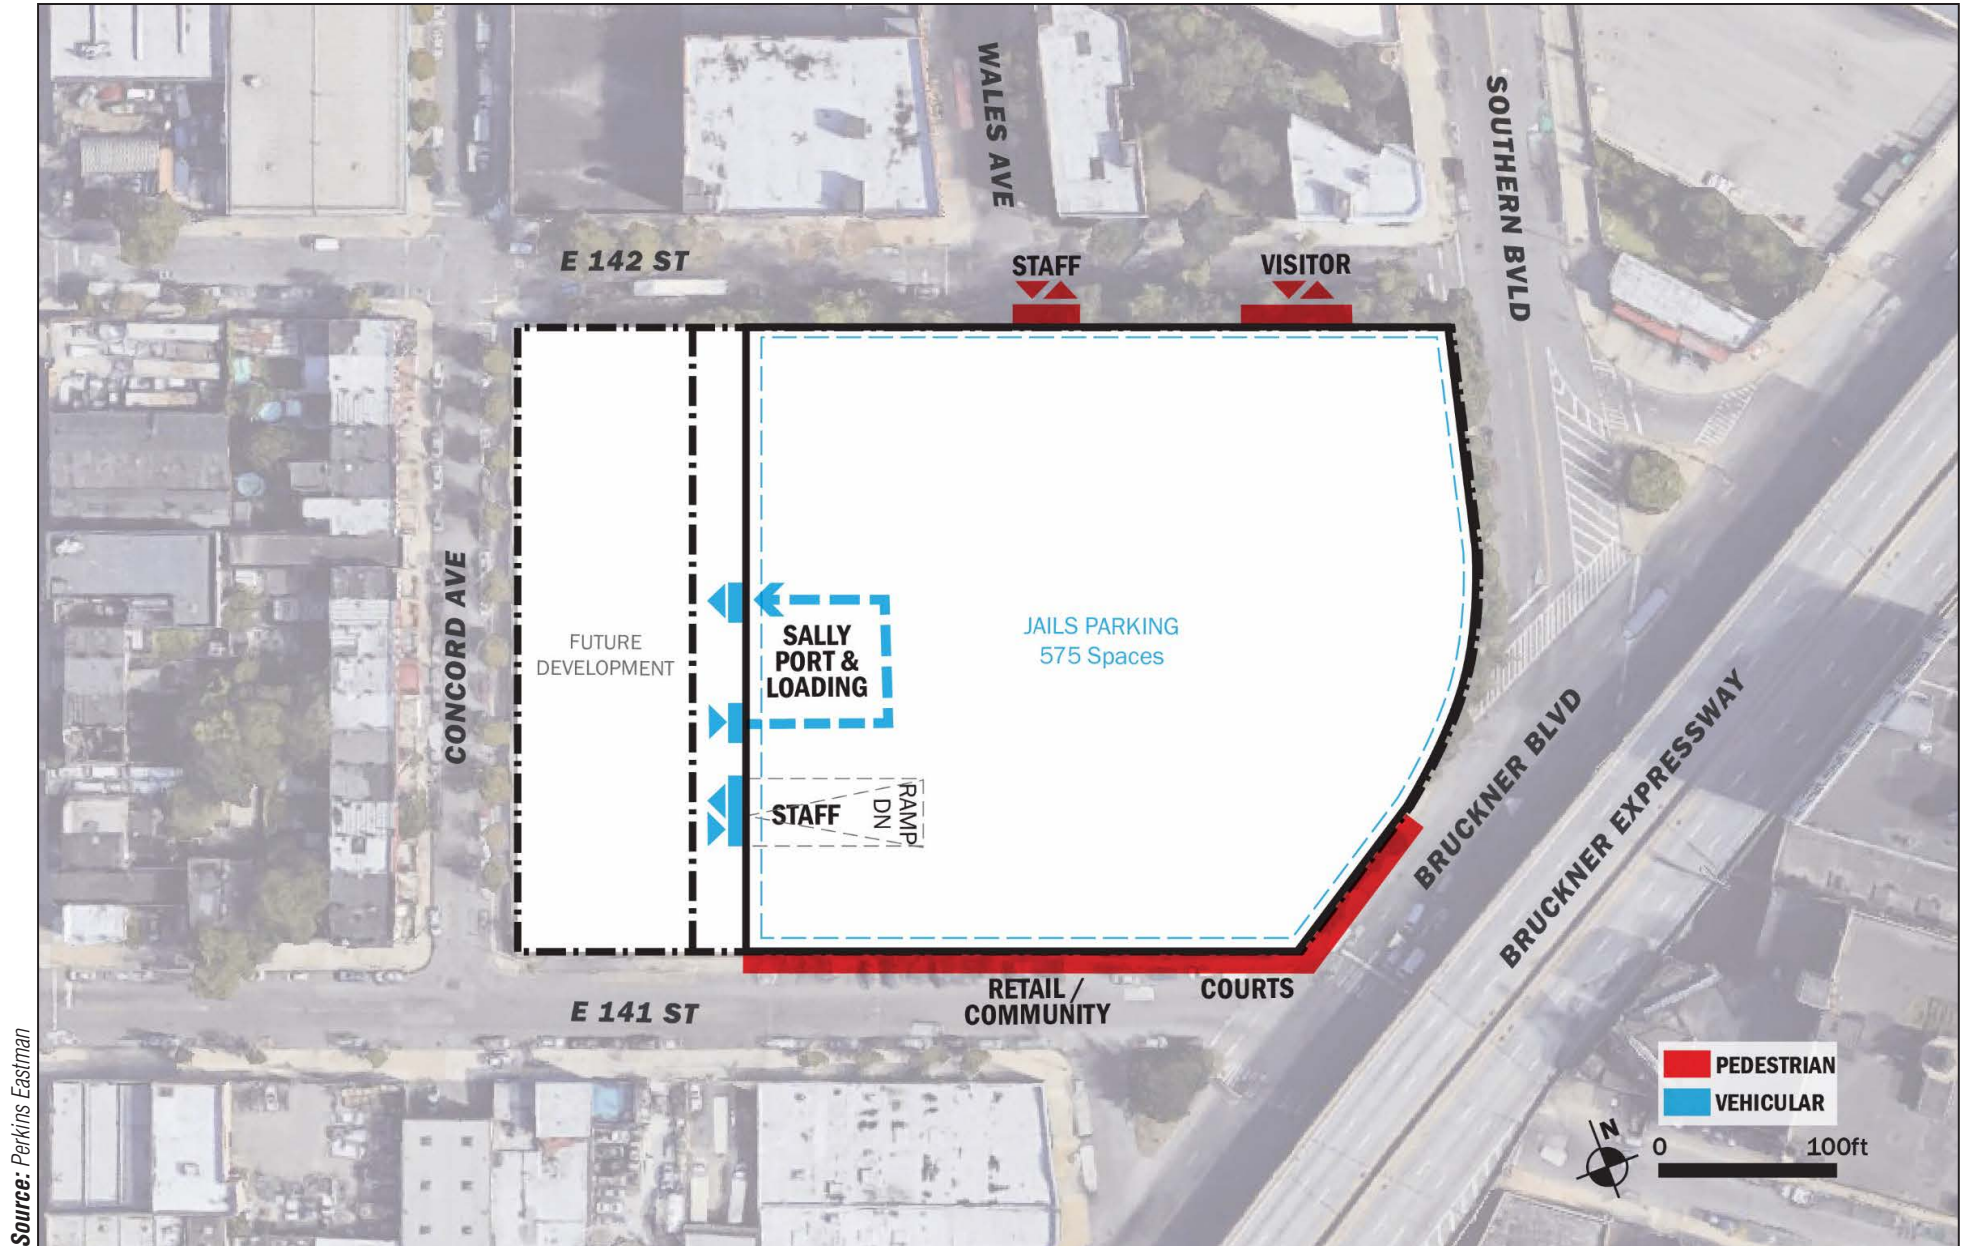 WALES AVE
SOUTHERN BVLD
E 142 ST
STAFF
VISITOR
CONCORD AVE
FUTURE
DEVELOPMENT
SALLY
PORT &
LOADING
JAILS PARKING
575 Spaces
STAFF
RAMP
DN
BRUCKNER BLVD
BRUCKNER EXPRESSWAY
E 141 ST
RETAIL /
COMMUNITY
COURTS
PEDESTRIAN
VEHICULAR
N
0 100ft
Source: Perkins Eastman